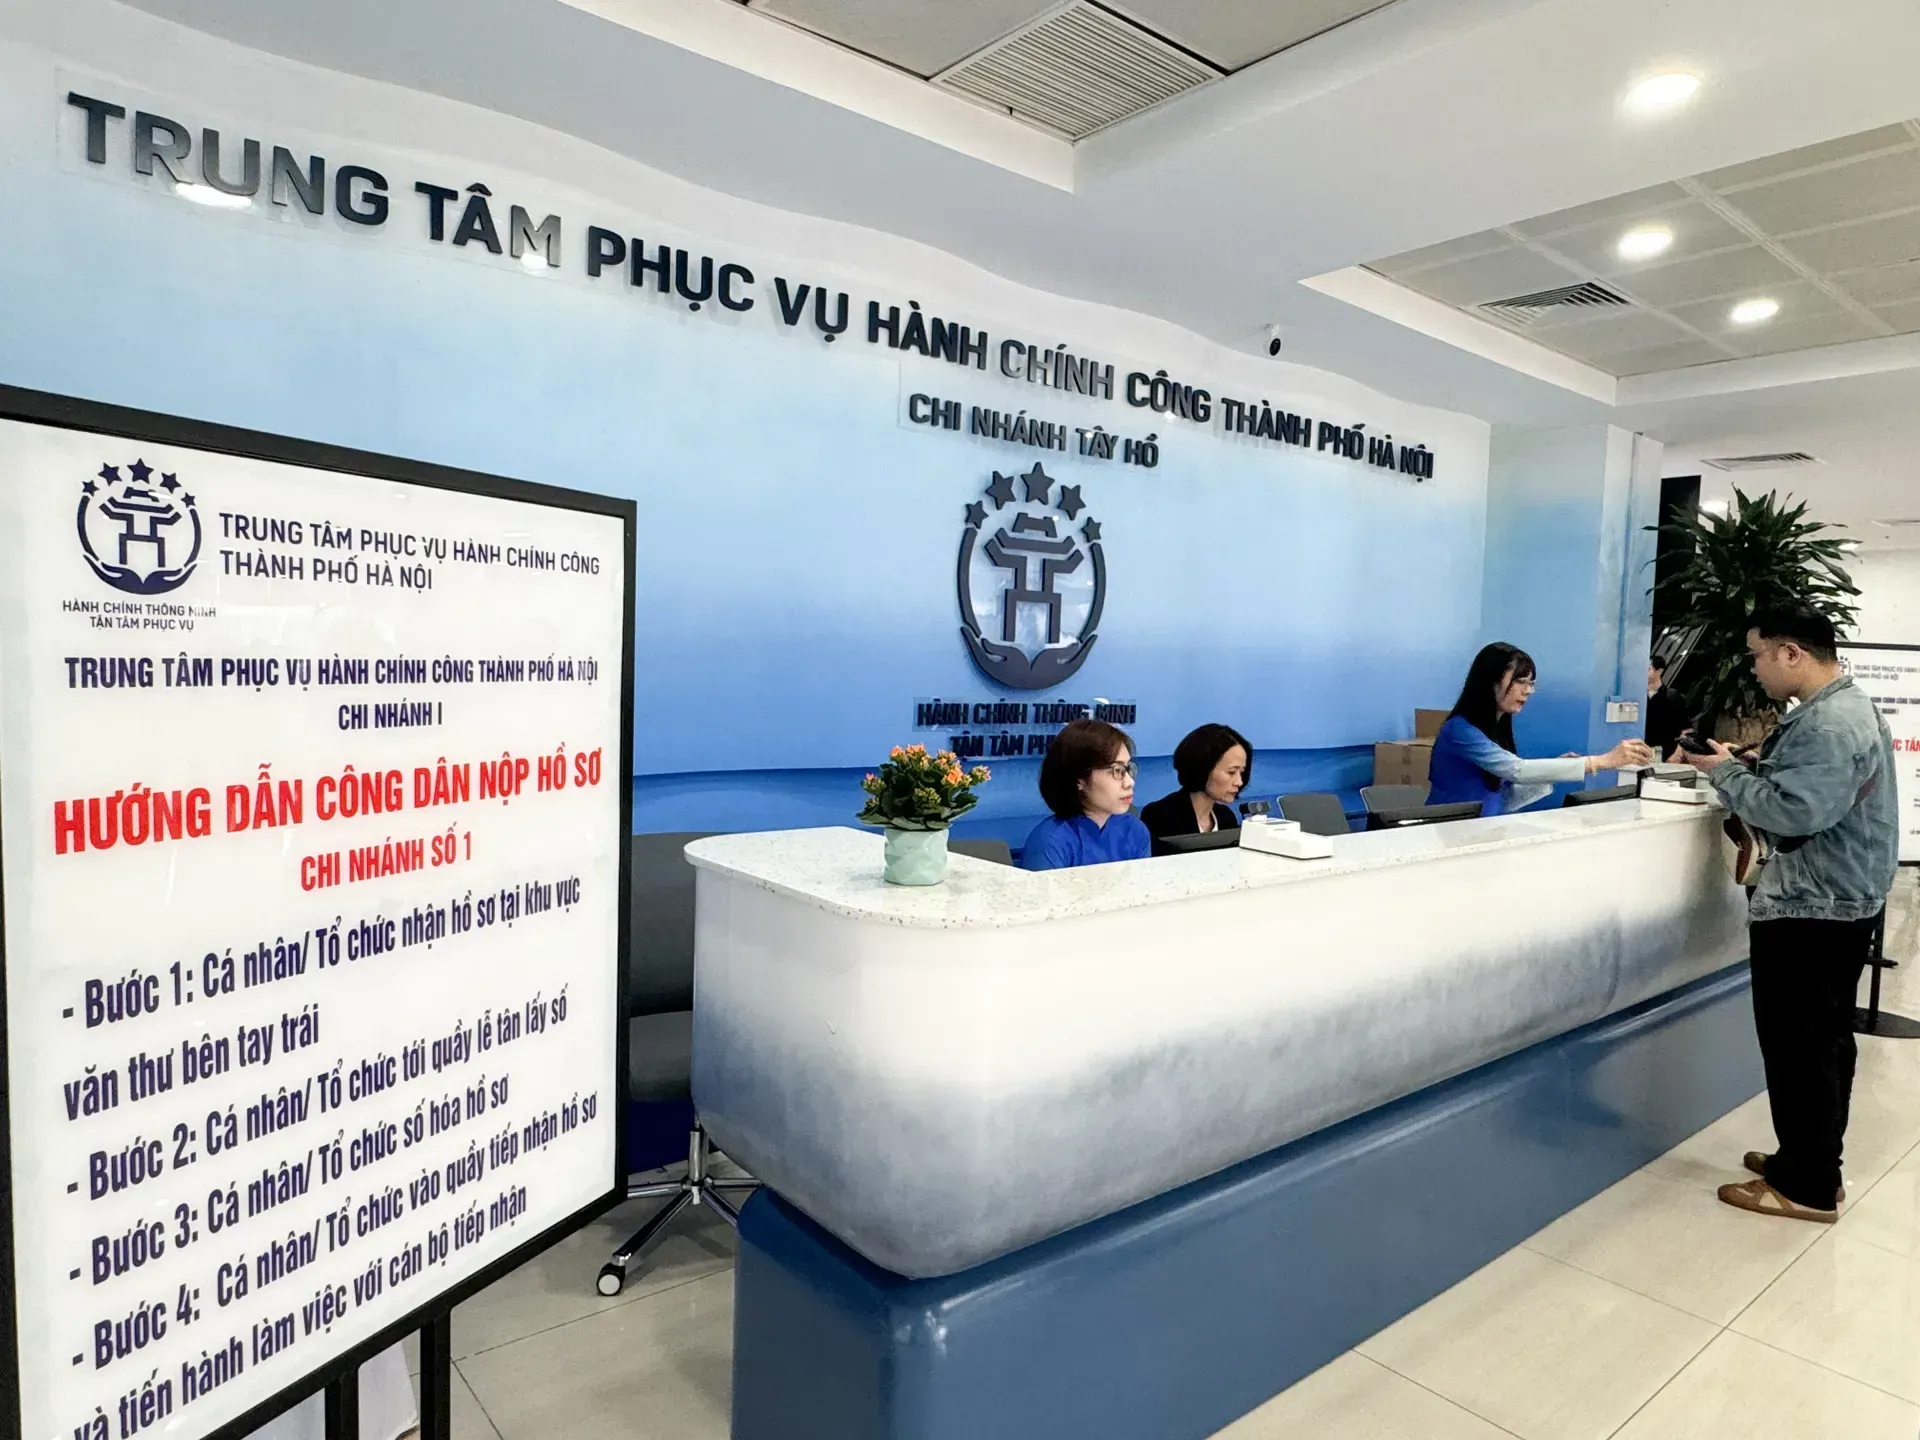 TRUNG TÂM PHỤC VỤ HÀNH CHÍNH CÔNG THÀNH PHỐ HÀ NỘI
CHI NHÁNH TÂY HỒ
HÀNH CHÍNH THÔNG MINH
TẬN TÂM
TRUNG TÂM PHỤC VỤ HÀNH CHÍNH CÔNG
THÀNH PHỐ HÀ NỘI
HÀNH CHÍNH THÔNG MINH
TẬN TÂM PHỤC VỤ
TRUNG TÂM PHỤC VỤ HÀNH CHÍNH CÔNG THÀNH PHỐ HÀ NỘI
CHI NHÁNH I
HƯỚNG DẪN CÔNG DÂN NỘP HỒ SƠ
CHI NHÁNH SỐ 1
- Bước 1: Cá nhân/ Tổ chức nhận hồ sơ tại khu vực
văn thư bên tay trái
- Bước 2: Cá nhân/ Tổ chức tới quầy lễ tân lấy số
- Bước 3: Cá nhân/ Tổ chức số hóa hồ sơ
- Bước 4: Cá nhân/ Tổ chức vào quầy tiếp nhận hồ sơ
và tiến hành làm việc với cán bộ tiếp nhận